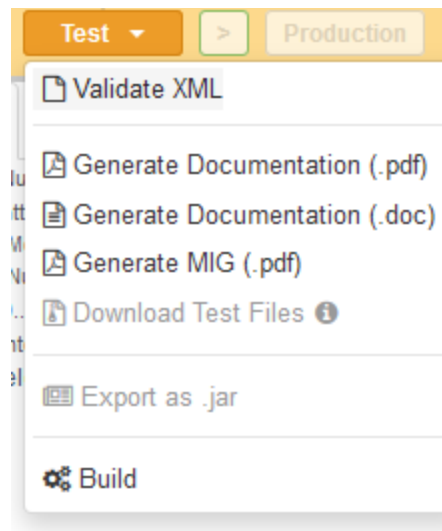 Test
>
Production
Validate XML
Generate Documentation (.pdf)
Generate Documentation (.doc)
Generate MIG (.pdf)
Download Test Files
Export as .jar
Build